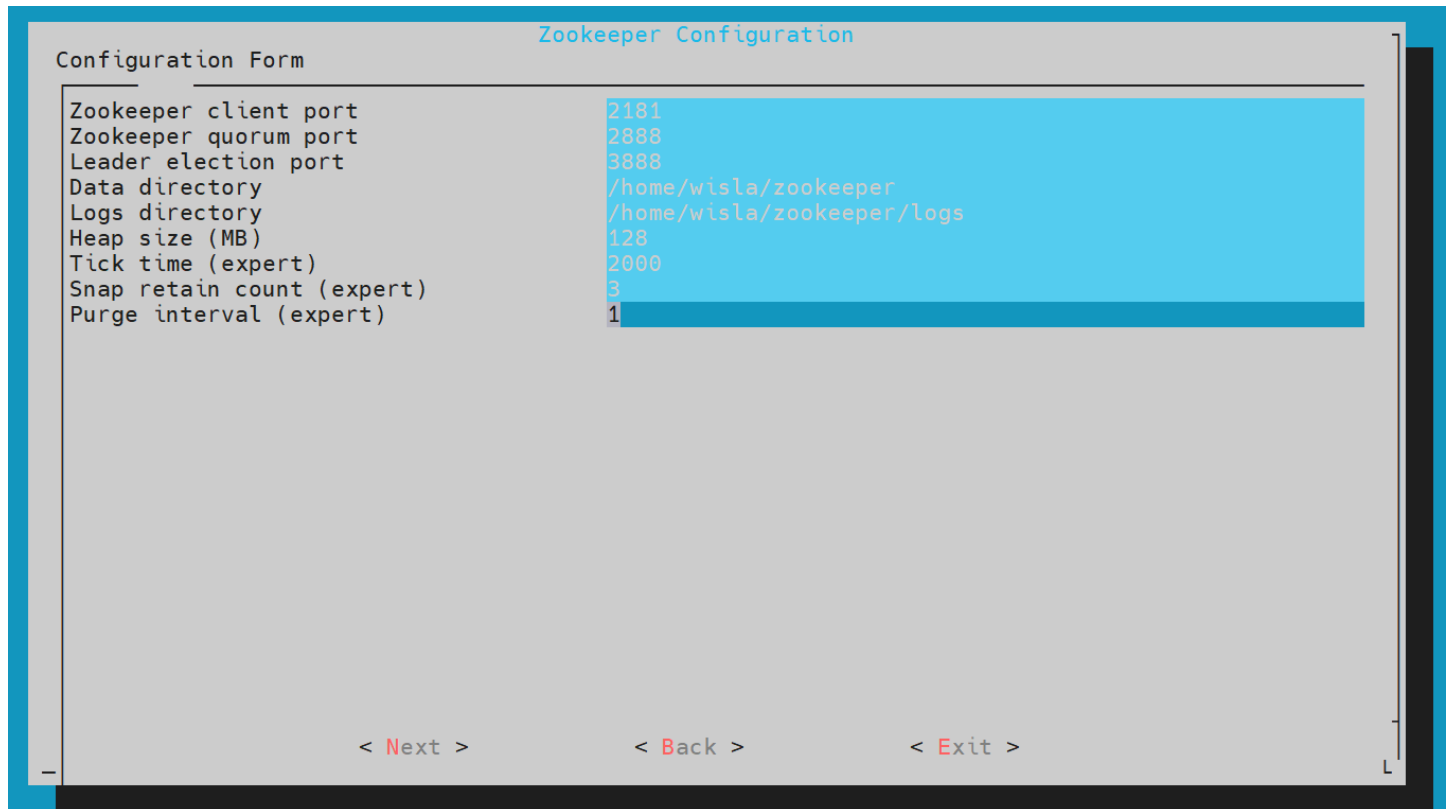 Zookeeper Configuration
Configuration Form
Zookeeper client port 2181
Zookeeper quorum port 2888
Leader election port 3888
Data directory /home/wisla/zookeeper
Logs directory /home/wisla/zookeeper/logs
Heap size (MB) 128
Tick time (expert) 2000
Snap retain count (expert) 3
Purge interval (expert) 1
< Next > < Back > < Exit >